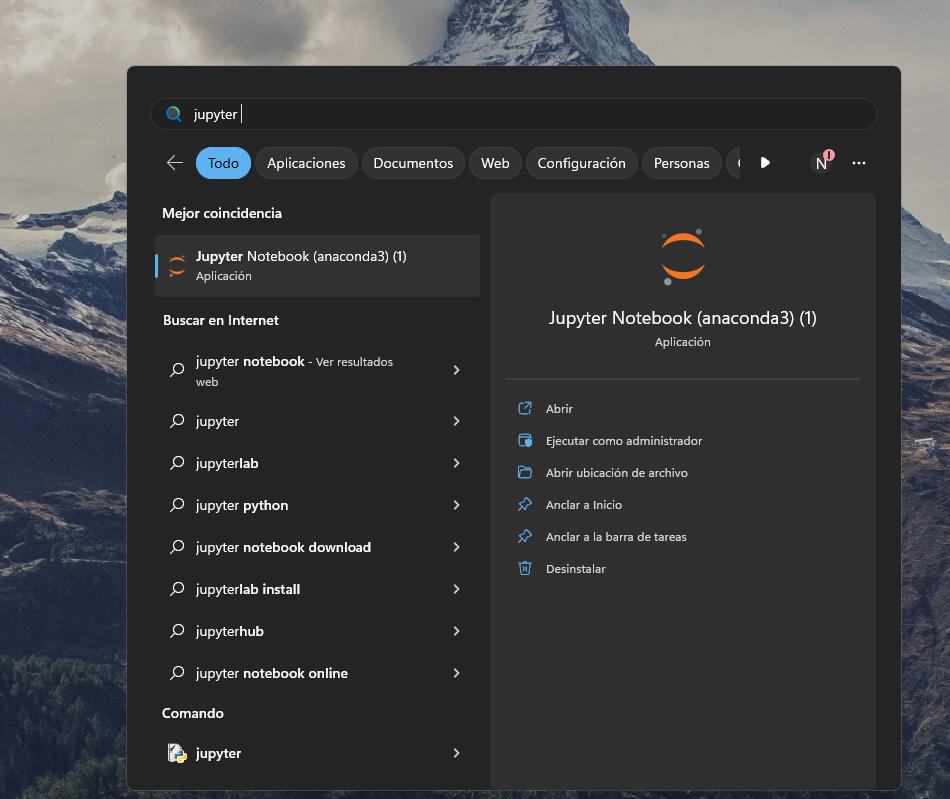 jupyter
Todo Aplicaciones Documentos Web Configuración Personas
N
Mejor coincidencia
Jupyter Notebook (anaconda3) (1)
Aplicación
Buscar en Internet
jupyter notebook - Ver resultados
web
jupyter
jupyterlab
jupyter python
jupyter notebook download
jupyterlab install
jupyterhub
jupyter notebook online
Comando
jupyter
Jupyter Notebook (anaconda3) (1)
Aplicación
Abrir
Ejecutar como administrador
Abrir ubicación de archivo
Anclar a Inicio
Anclar a la barra de tareas
Desinstalar